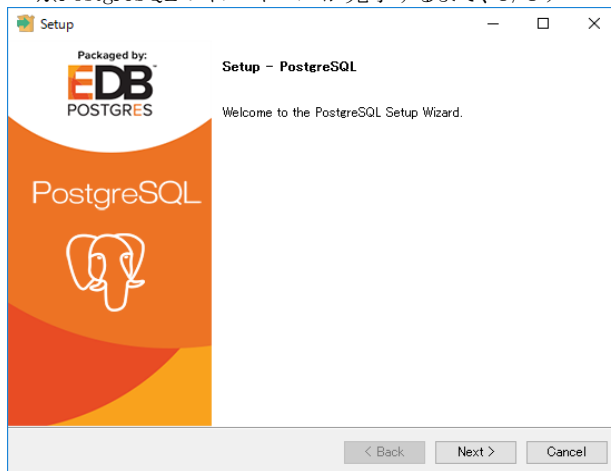 Setup
Packaged by:
EDB
POSTGRES
Setup - PostgreSQL
Welcome to the PostgreSQL Setup Wizard.
PostgreSQL
< Back
Next >
Cancel